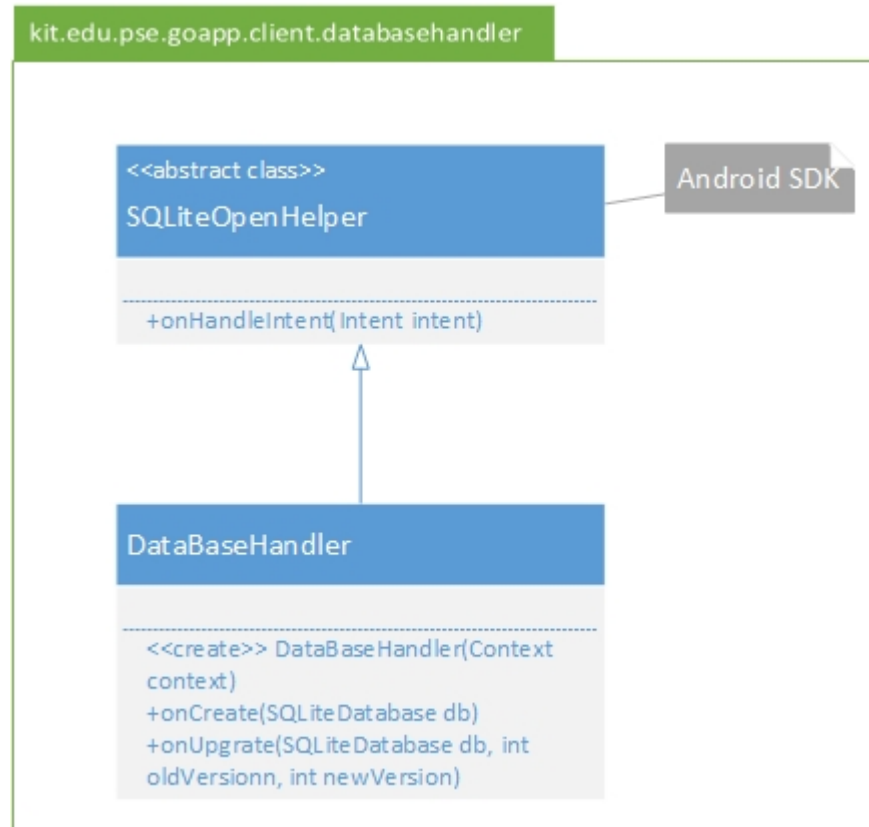 kit.edu.pse.goapp.client.databasehandler
<<abstract class>>
SQLiteOpenHelper
Android SDK
+onHandleIntent(Intent intent)
DataBaseHandler
<<create>> DataBaseHandler(Context
context)
+onCreate(SQLiteDatabase db)
+onUpgrate(SQLiteDatabase db, int
oldVersionn, int newVersion)